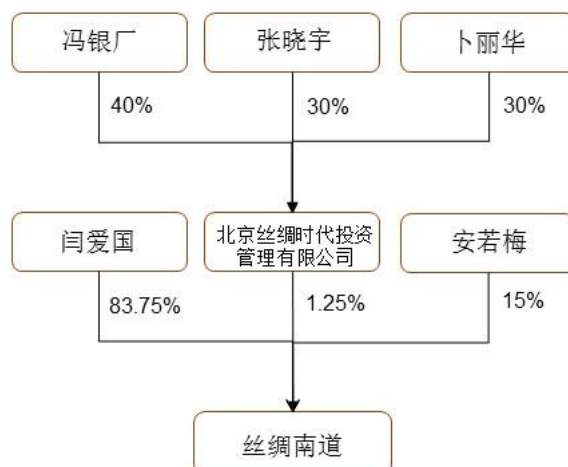 冯银厂
张晓宇
卜丽华
40%
30%
30%
闫爱国
北京丝绸时代投资
管理有限公司
安若梅
83.75%
1.25%
15%
丝绸南道